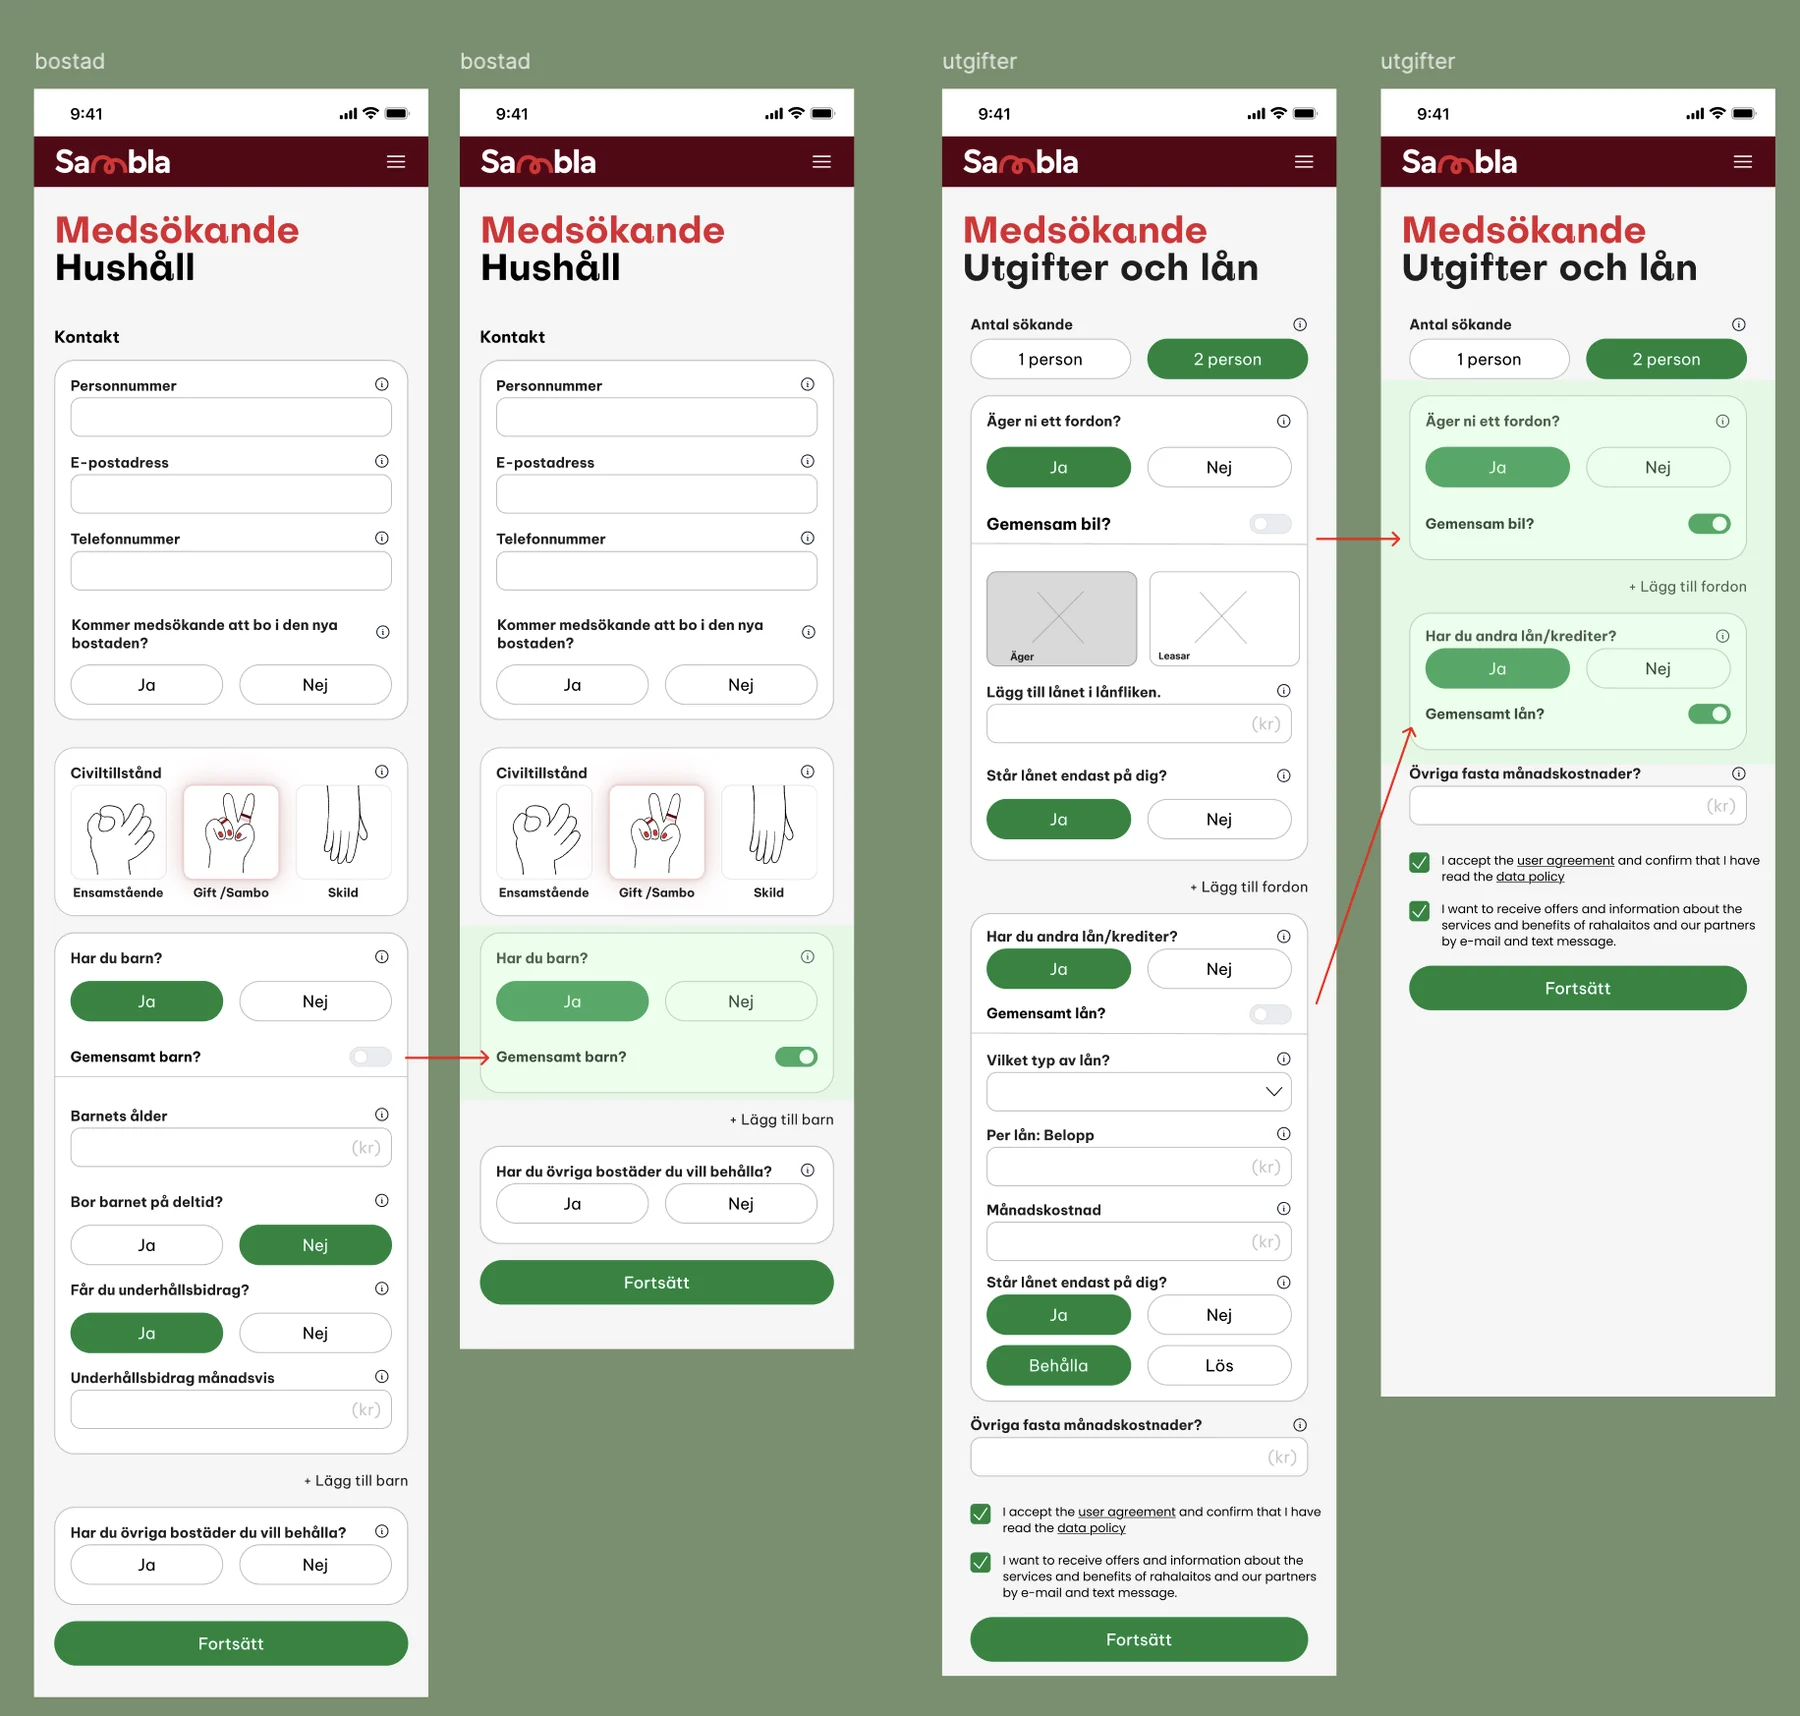 bostad
9:41
Sambla
Medsökande
Hushåll
Kontakt
Personnummer
E-postadress
Telefonnummer
Kommer medsökande att bo i den nya
bostaden?
Ja Nej
Civiltillstånd
Ensamstående Gift /Sambo Skild
Har du barn?
Ja Nej
Gemensamt barn?
Barnets ålder
(kr)
Bor barnet på deltid?
Ja Nej
Får du underhållsbidrag?
Ja Nej
Underhållsbidrag månadsvis
(kr)
+ Lägg till barn
Har du övriga bostäder du vill behålla?
Ja Nej
Fortsätt
bostad
9:41
Sambla
Medsökande
Hushåll
Kontakt
Personnummer
E-postadress
Telefonnummer
Kommer medsökande att bo i den nya
bostaden?
Ja Nej
Civiltillstånd
Ensamstående Gift /Sambo Skild
Har du barn?
Ja Nej
Gemensamt barn?
+ Lägg till barn
Har du övriga bostäder du vill behålla?
Ja Nej
Fortsätt
utgifter
9:41
Sambla
Medsökande
Utgifter och lån
Antal sökande
1 person 2 person
Äger ni ett fordon?
Ja Nej
Gemensam bil?
Äger Leasar
Lägg till lånet i lånfliken.
(kr)
Står lånet endast på dig?
Ja Nej
+ Lägg till fordon
Har du andra lån/krediter?
Ja Nej
Gemensamt lån?
Vilket typ av lån?
Per lån: Belopp
(kr)
Månadskostnad
(kr)
Står lånet endast på dig?
Ja Nej
Behålla Lös
Övriga fasta månadskostnader?
(kr)
I accept the user agreement and confirm that I have
read the data policy
I want to receive offers and information about the
services and benefits of rahalaitos and our partners
by e-mail and text message.
Fortsätt
utgifter
9:41
Sambla
Medsökande
Utgifter och lån
Antal sökande
1 person 2 person
Äger ni ett fordon?
Ja Nej
Gemensam bil?
+ Lägg till fordon
Har du andra lån/krediter?
Ja Nej
Gemensamt lån?
Övriga fasta månadskostnader?
(kr)
I accept the user agreement and confirm that I have
read the data policy
I want to receive offers and information about the
services and benefits of rahalaitos and our partners
by e-mail and text message.
Fortsätt